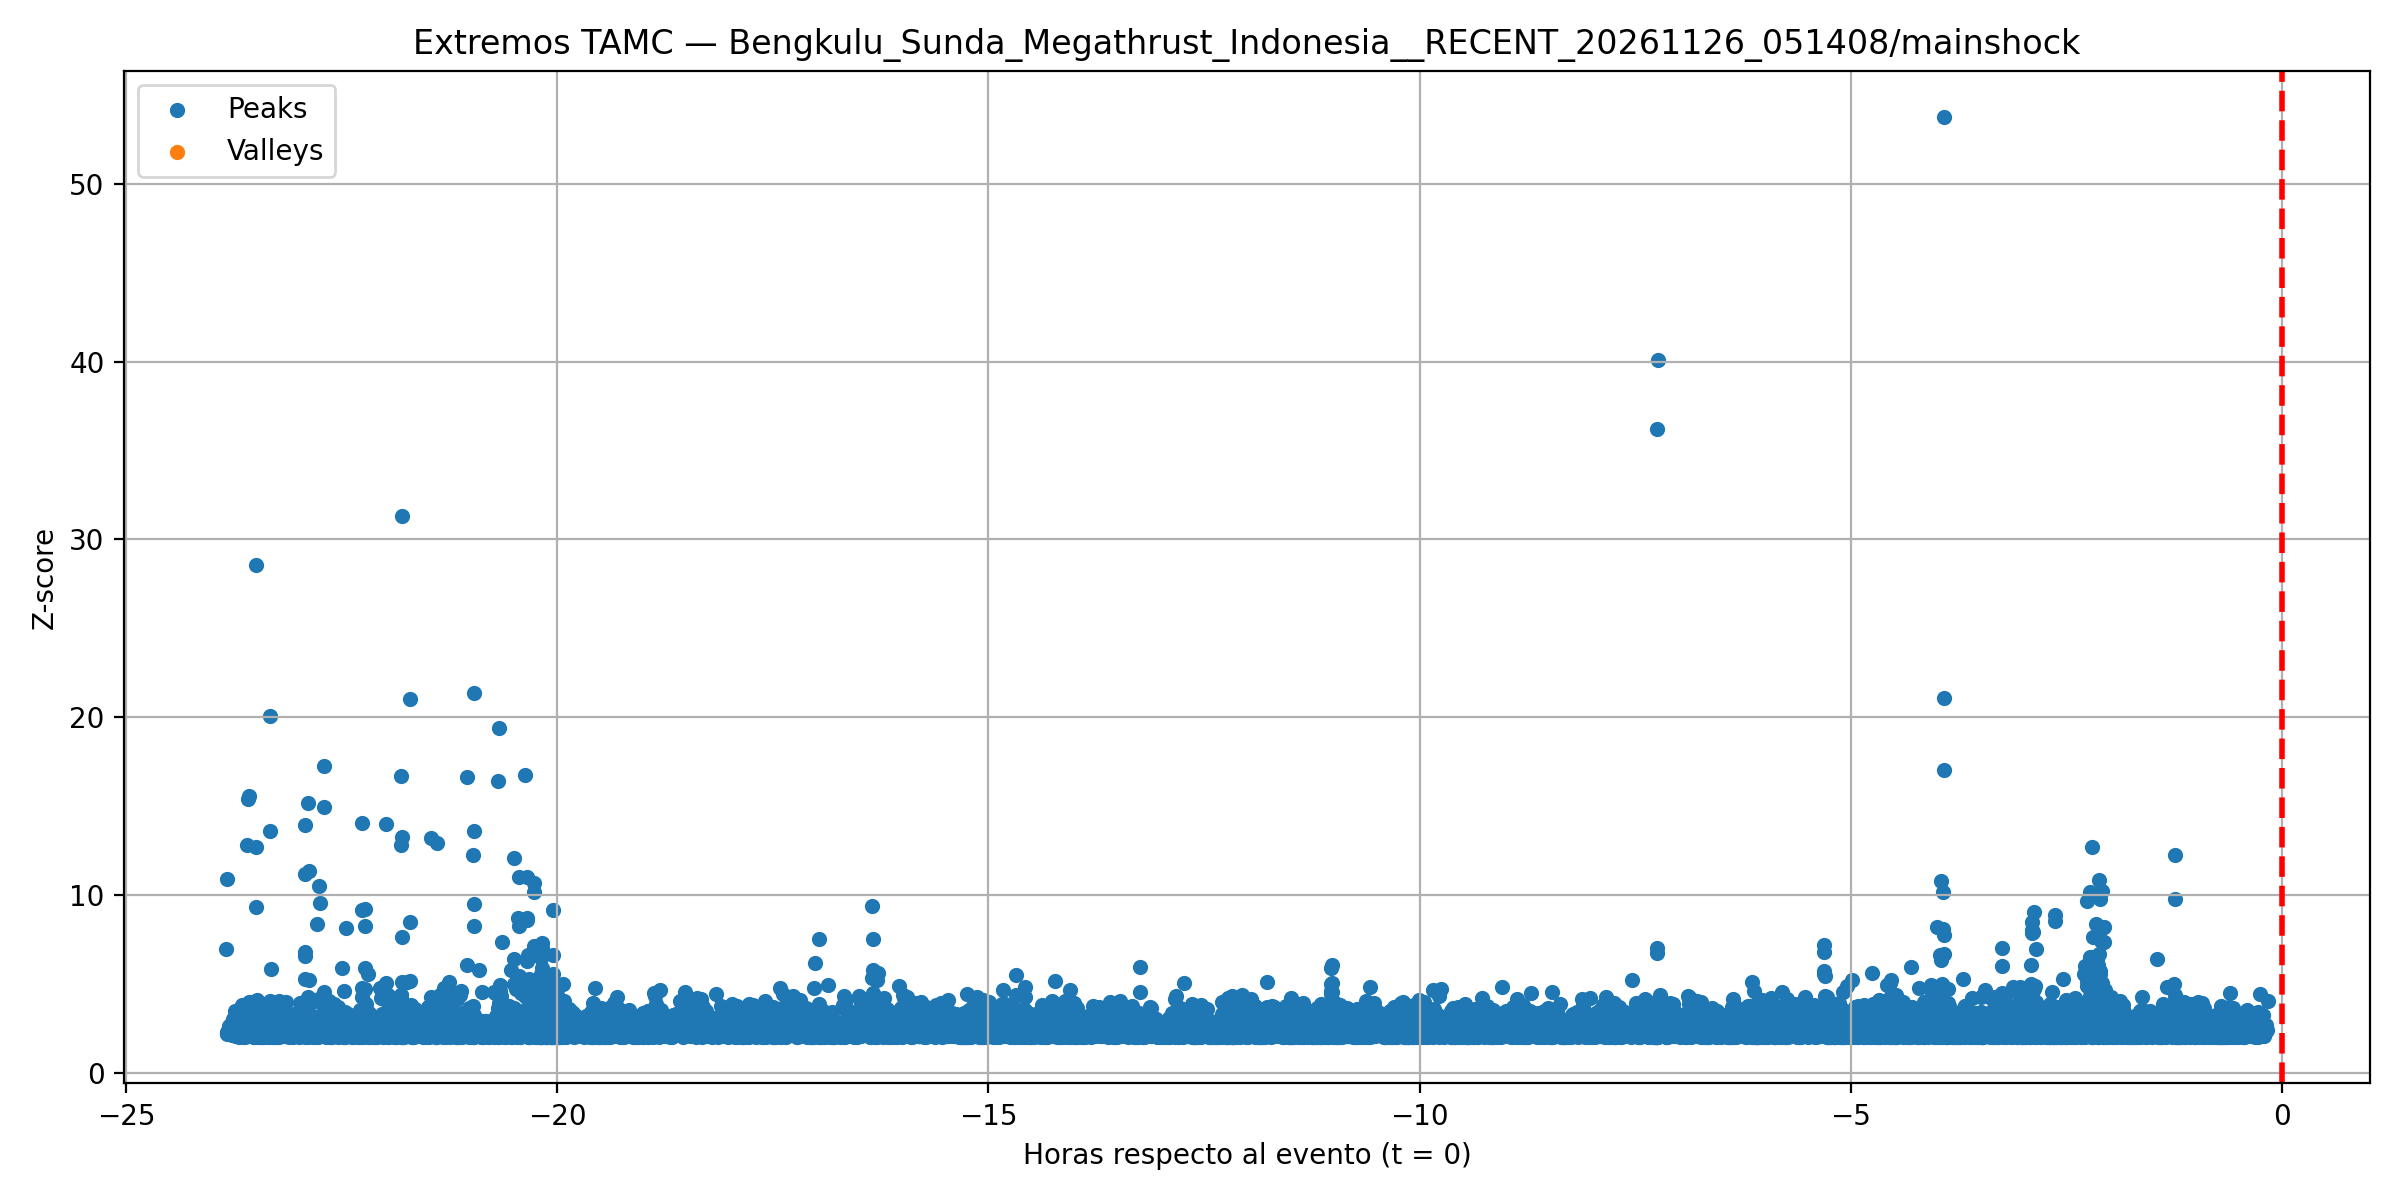 Extremos TAMC — Bengkulu_Sunda_Megathrust_Indonesia__RECENT_20261126_051408/mainshock
Peaks
Valleys
Z-score
50
40
30
20
10
0
−25 −20 −15 −10 −5 0
Horas respecto al evento (t = 0)